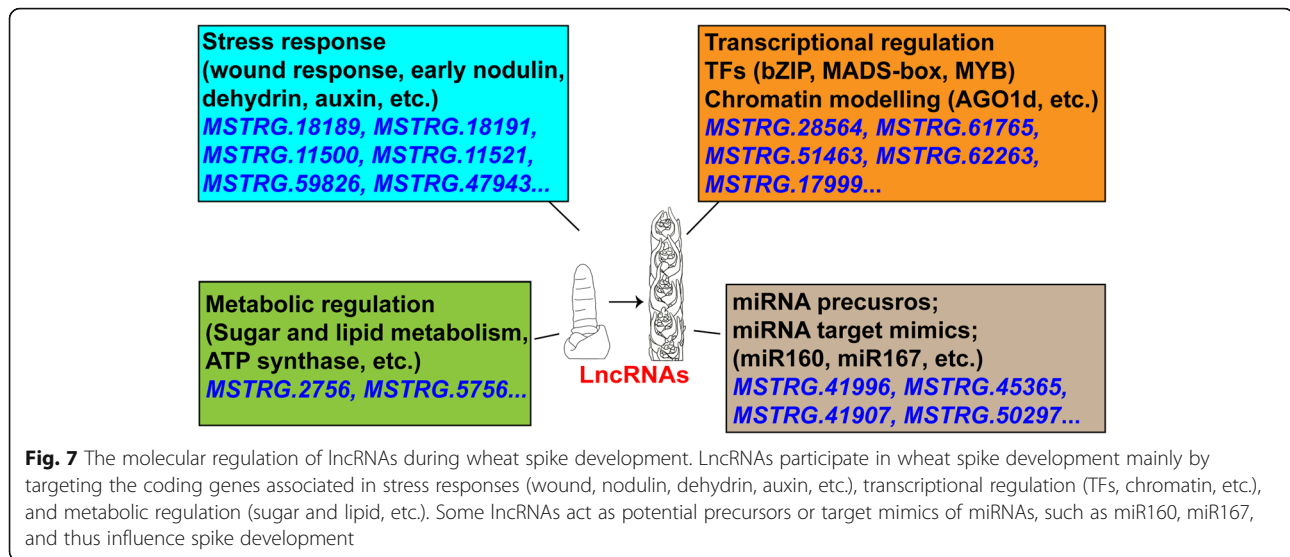 Stress response
(wound response, early nodulin,
dehydrin, auxin, etc.)
MSTRG.18189, MSTRG.18191,
MSTRG.11500, MSTRG.11521,
MSTRG.59826, MSTRG.47943...
Transcriptional regulation
TFs (bZIP, MADS-box, MYB)
Chromatin modelling (AGO1d, etc.)
MSTRG.28564, MSTRG.61765,
MSTRG.51463, MSTRG.62263,
MSTRG.17999...
Metabolic regulation
(Sugar and lipid metabolism,
ATP synthase, etc.)
MSTRG.2756, MSTRG.5756...
LncRNAs
miRNA precusros;
miRNA target mimics;
(miR160, miR167, etc.)
MSTRG.41996, MSTRG.45365,
MSTRG.41907, MSTRG.50297...
Fig. 7 The molecular regulation of lncRNAs during wheat spike development. LncRNAs participate in wheat spike development mainly by
targeting the coding genes associated in stress responses (wound, nodulin, dehydrin, auxin, etc.), transcriptional regulation (TFs, chromatin, etc.),
and metabolic regulation (sugar and lipid, etc.). Some lncRNAs act as potential precursors or target mimics of miRNAs, such as miR160, miR167,
and thus influence spike development